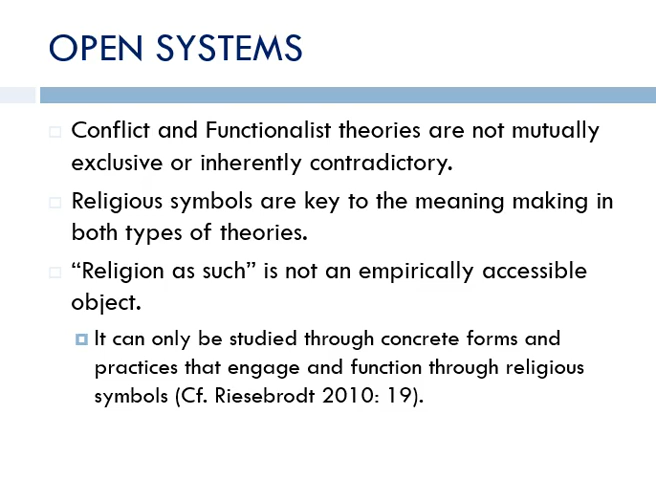 OPEN SYSTEMS
Conflict and Functionalist theories are not mutually
exclusive or inherently contradictory.
Religious symbols are key to the meaning making in
both types of theories.
“Religion as such” is not an empirically accessible
object.
It can only be studied through concrete forms and
practices that engage and function through religious
symbols (Cf. Riesebrodt 2010: 19).